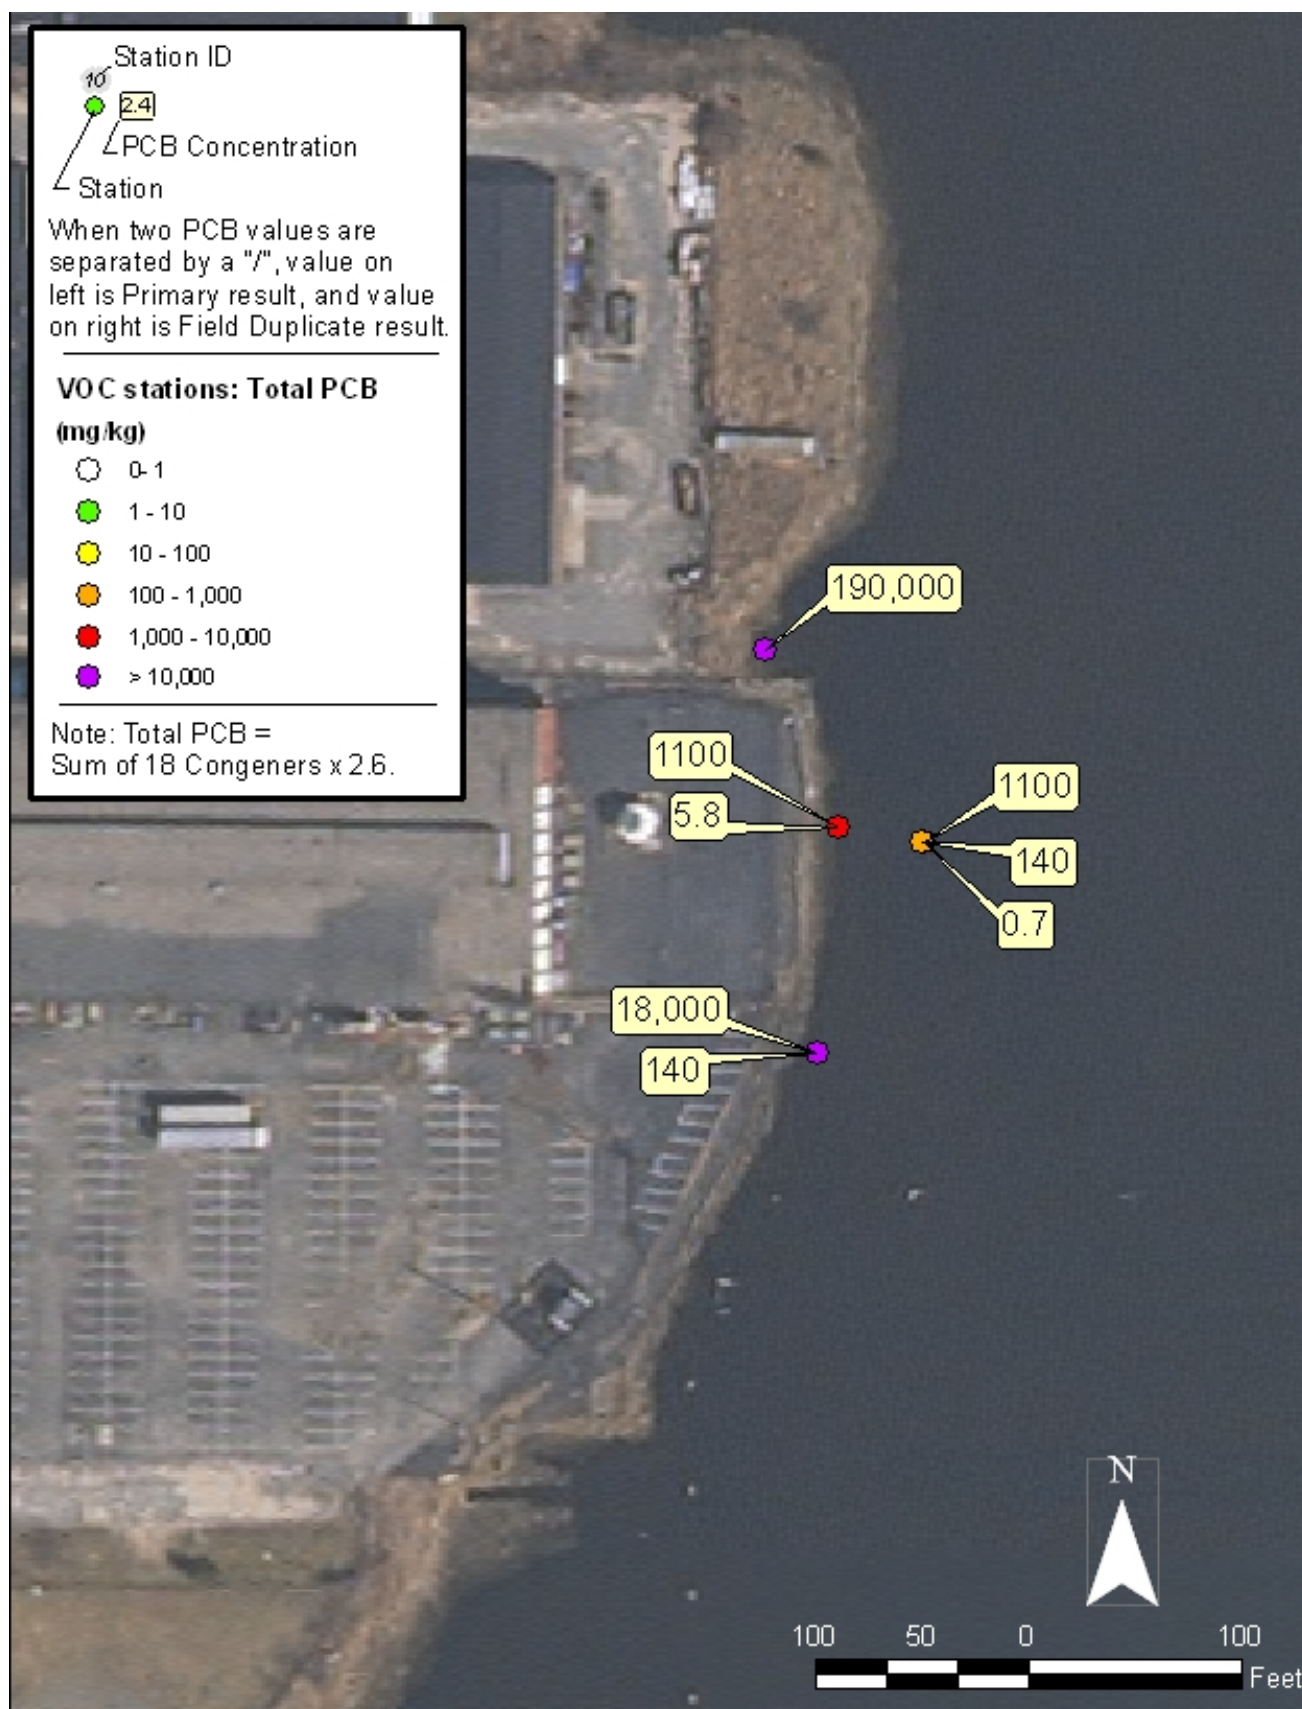 Station ID
10
2.4
PCB Concentration
Station
When two PCB values are
separated by a "/", value on
left is Primary result, and value
on right is Field Duplicate result.
VOC stations: Total PCB
(mg/kg)
0-1
1 - 10
10 - 100
100 - 1,000
1,000 - 10,000
> 10,000
Note: Total PCB =
Sum of 18 Congeners x 2.6.
190,000
1100
5.8
1100
140
0.7
18,000
140
N
100 50 0 100
Feet